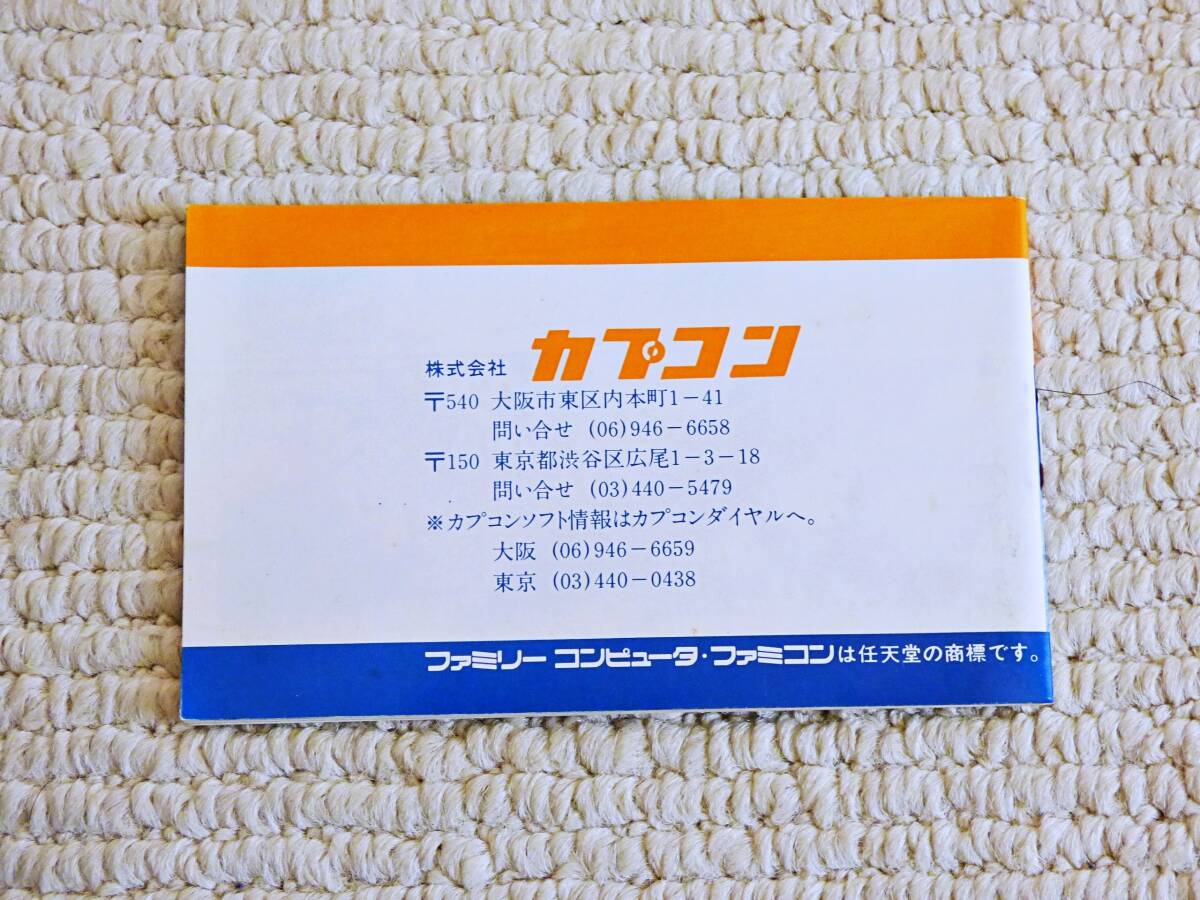 株式会社 カプコン
〒540 大阪市東区内本町1-41
問い合せ (06)946-6658
〒150 東京都渋谷区広尾1-3-18
問い合せ (03)440-5479
※カプコンソフト情報はカプコンダイヤルへ。
大阪 (06)946-6659
東京 (03)440-0438
ファミリー コンピュータ・ファミコンは任天堂の商標です。